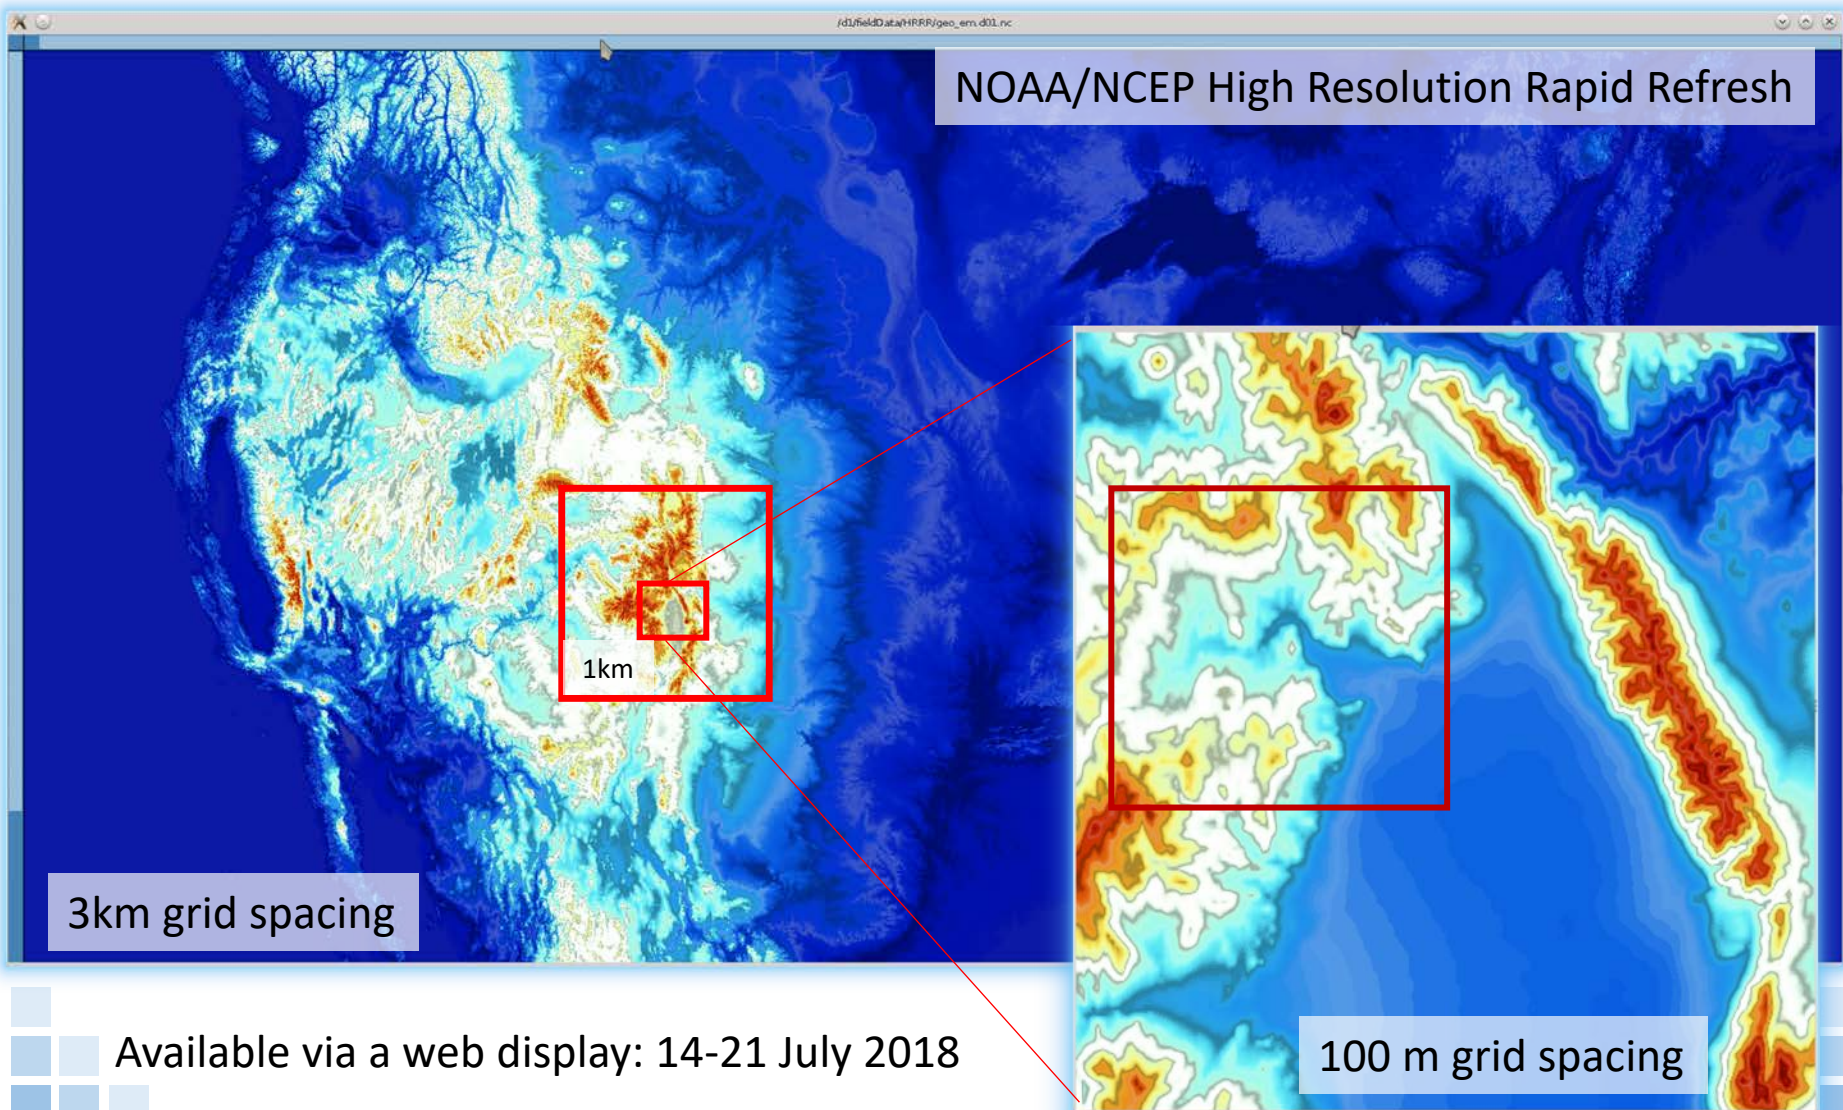 /d1/fieldData/HRRR/geo_em.d01.nc
NOAA/NCEP High Resolution Rapid Refresh
1km
3km grid spacing
100 m grid spacing
Available via a web display: 14-21 July 2018